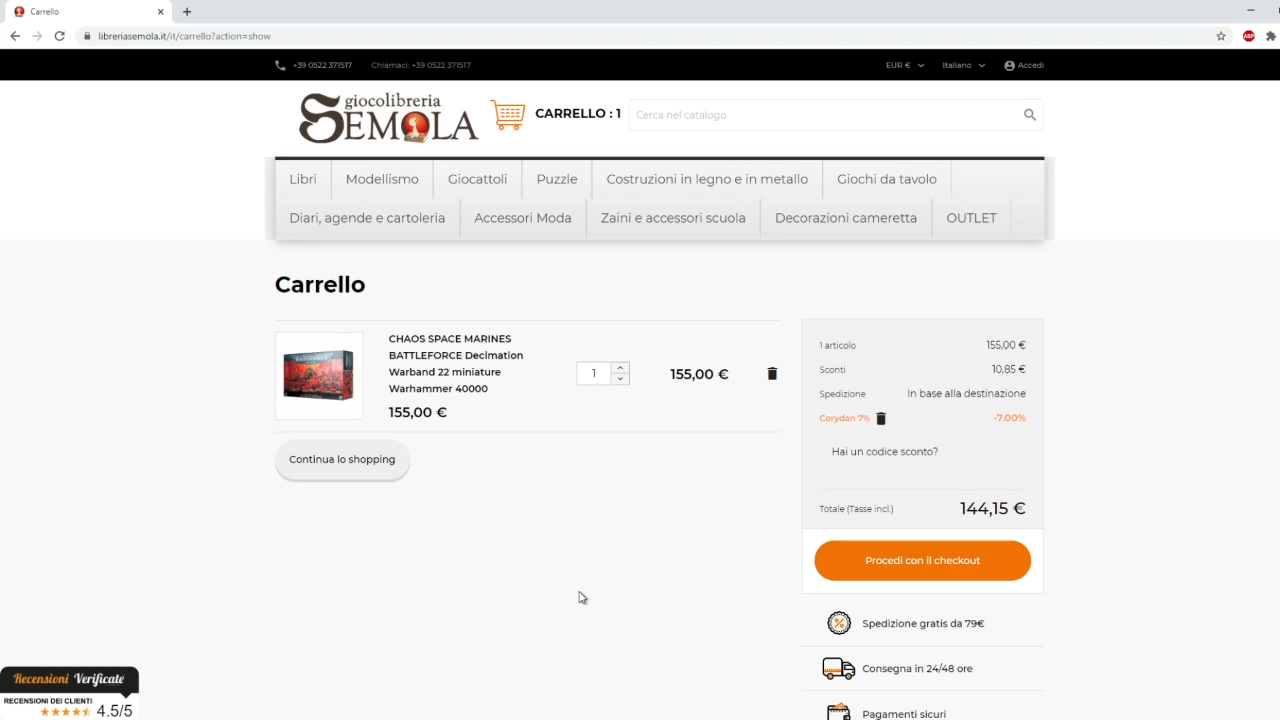 Carrello
libreriasemola.it/it/carrello?action=show
ABP
+39 0522 371517
Chiamaci: +39 0522 371517
EUR €
Italiano
Accedi
giocolibreria
SEMOLA
CARRELLO : 1
Cerca nel catalogo
Libri
Modellismo
Giocattoli
Puzzle
Costruzioni in legno e in metallo
Giochi da tavolo
Diari, agende e cartoleria
Accessori Moda
Zaini e accessori scuola
Decorazioni cameretta
OUTLET
Carrello
CHAOS SPACE MARINES
BATTLEFORCE Decimation
Warband 22 miniature
Warhammer 40000
155,00 €
1
155,00 €
Continua lo shopping
1 articolo 155,00 €
Sconti 10,85 €
Spedizione In base alla destinazione
Corydan 7% -7.00%
Hai un codice sconto?
Totale (Tasse incl.) 144,15 €
Procedi con il checkout
Spedizione gratis da 79€
Consegna in 24/48 ore
Pagamenti sicuri
Recensioni Verificate
RECENSIONI DEI CLIENTI
4.5/5